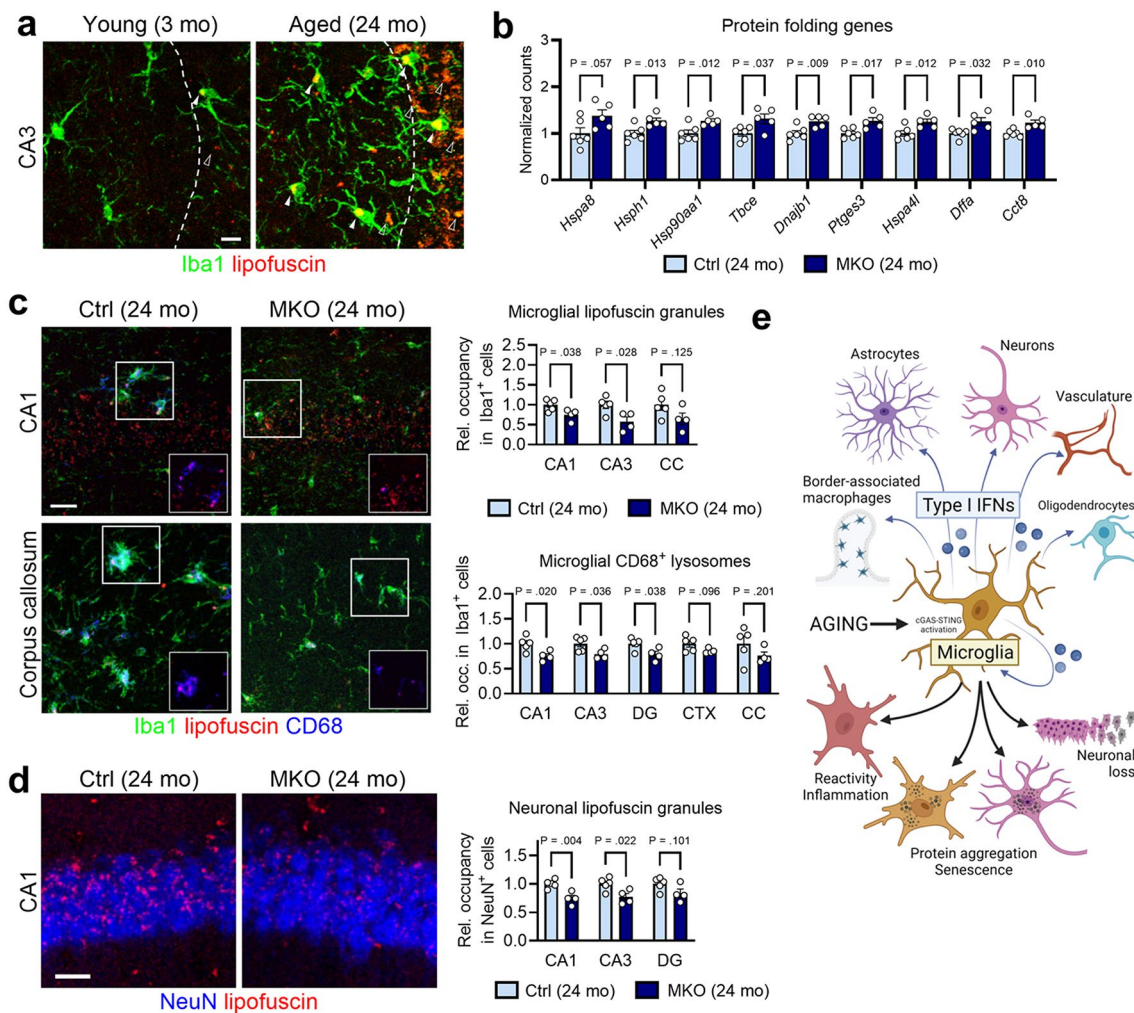 a
Young (3 mo)
Aged (24 mo)
CA3
Iba1 lipofuscin
b
Protein folding genes
Normalized counts
3
2
1
0
P = .057
P = .013
P = .012
P = .037
P = .009
P = .017
P = .012
P = .032
P = .010
Hspa8
Hsph1
Hsp90aa1
Tbce
Dnajb1
Ptges3
Hspa4l
Dffa
Cct8
Ctrl (24 mo)
MKO (24 mo)
c
Ctrl (24 mo)
MKO (24 mo)
CA1
Corpus callosum
Iba1 lipofuscin CD68
Microglial lipofuscin granules
Rel. occupancy
in Iba1⁺ cells
2.5
2.0
1.5
1.0
0.5
0.0
P = .038
P = .028
P = .125
CA1
CA3
CC
Ctrl (24 mo)
MKO (24 mo)
Microglial CD68⁺ lysosomes
Rel. occ. in Iba1⁺ cells
2.0
1.5
1.0
0.5
0.0
P = .020
P = .036
P = .038
P = .096
P = .201
CA1
CA3
DG
CTX
CC
d
Ctrl (24 mo)
MKO (24 mo)
CA1
NeuN lipofuscin
Neuronal lipofuscin granules
Rel. occupancy
in NeuN⁺ cells
1.5
1.0
0.5
0.0
P = .004
P = .022
P = .101
CA1
CA3
DG
Ctrl (24 mo)
MKO (24 mo)
e
Astrocytes
Neurons
Vasculature
Border-associated
macrophages
Type I IFNs
Oligodendrocytes
AGING
cGAS-STING
activation
Microglia
Reactivity
Inflammation
Neuronal
loss
Protein aggregation
Senescence